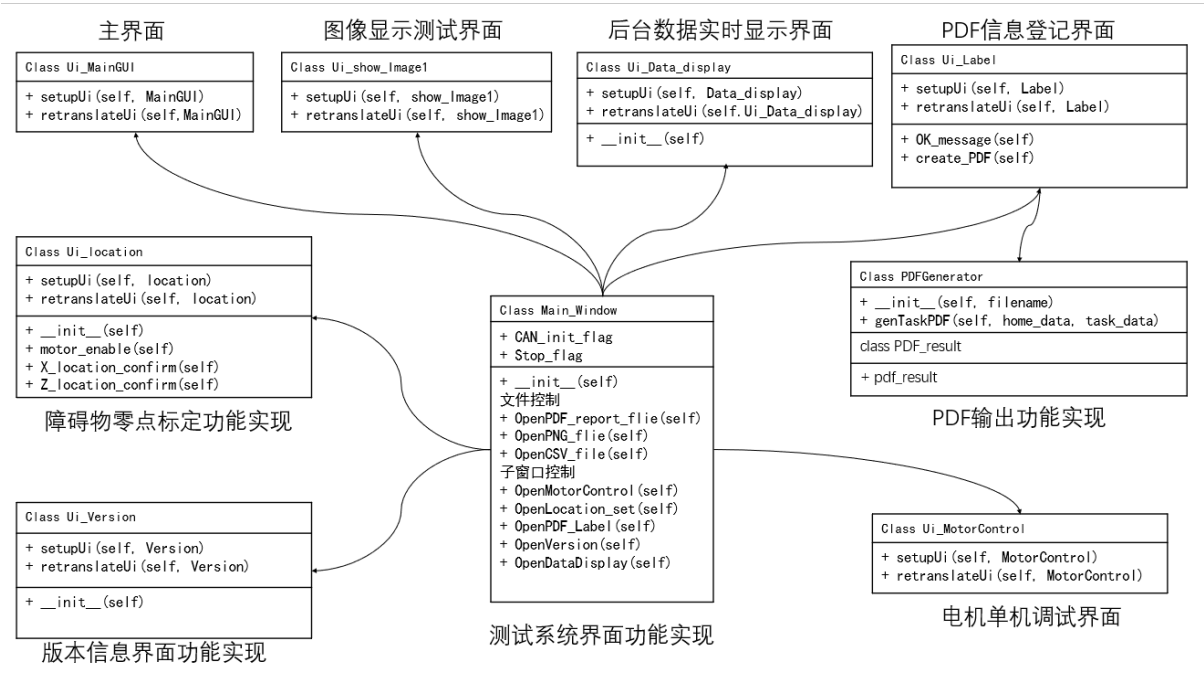 主界面
Class Ui_MainGUI
+ setupUi(self, MainGUI)
+ retranslateUi(self,MainGUI)
图像显示测试界面
Class Ui_show_Image1
+ setupUi(self, show_Image1)
+ retranslateUi(self, show_Image1)
后台数据实时显示界面
Class Ui_Data_display
+ setupUi(self, Data_display)
+ retranslateUi(self.Ui_Data_display)
+ __init__(self)
PDF信息登记界面
Class Ui_Label
+ setupUi(self, Label)
+ retranslateUi(self, Label)
+ OK_message(self)
+ create_PDF(self)
Class Ui_location
+ setupUi(self, location)
+ retranslateUi(self, location)
+ __init__(self)
+ motor_enable(self)
+ X_location_confirm(self)
+ Z_location_confirm(self)
障碍物零点标定功能实现
Class Main_Window
+ CAN_init_flag
+ Stop_flag
+ __init__(self)
文件控制
+ OpenPDF_report_flie(self)
+ OpenPNG_flie(self)
+ OpenCSV_file(self)
子窗口控制
+ OpenMotorControl(self)
+ OpenLocation_set(self)
+ OpenPDF_Label(self)
+ OpenVersion(self)
+ OpenDataDisplay(self)
测试系统界面功能实现
Class PDFGenerator
+ __init__(self, filename)
+ genTaskPDF(self, home_data, task_data)
class PDF_result
+ pdf_result
PDF输出功能实现
Class Ui_Version
+ setupUi(self, Version)
+ retranslateUi(self, Version)
+ __init__(self)
版本信息界面功能实现
Class Ui_MotorControl
+ setupUi(self, MotorControl)
+ retranslateUi(self, MotorControl)
电机单机调试界面